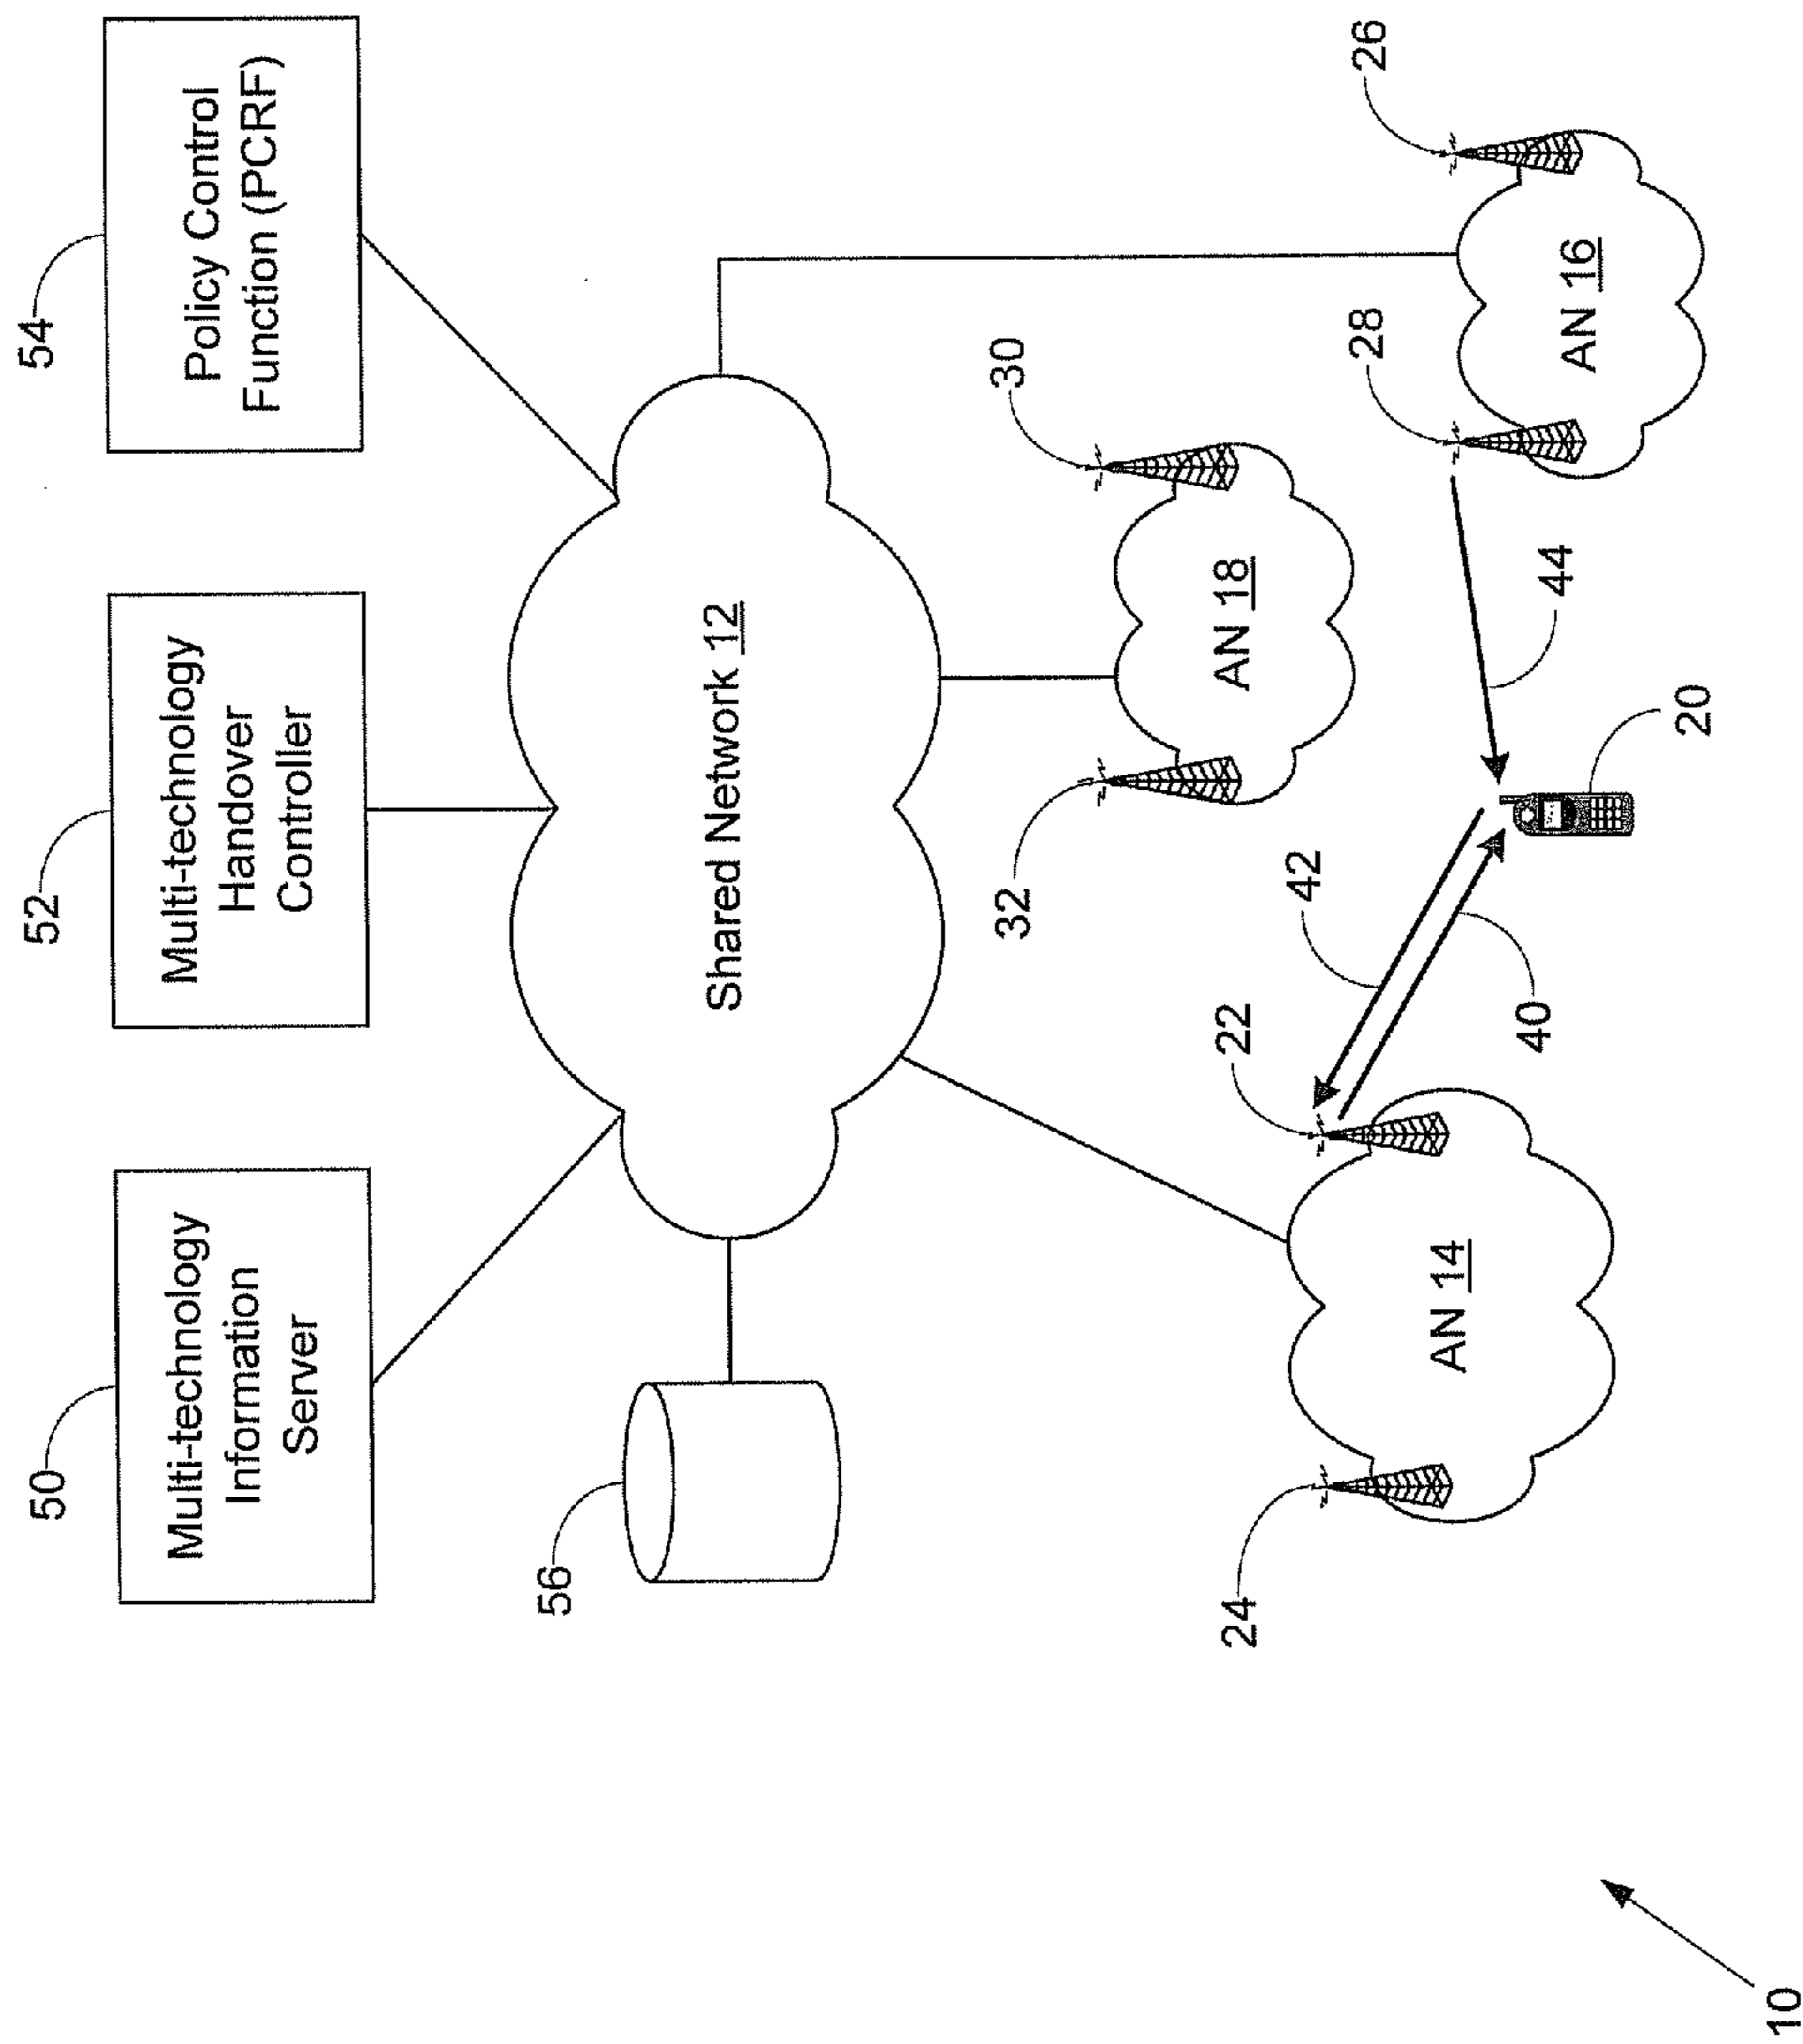 50
Multi-technology
Information
Server
52
Multi-technology
Handover
Controller
54
Policy Control
Function (PCRF)
56
Shared Network 12
30
32
AN 18
26
28
AN 16
22
24
AN 14
42
40
44
20
10